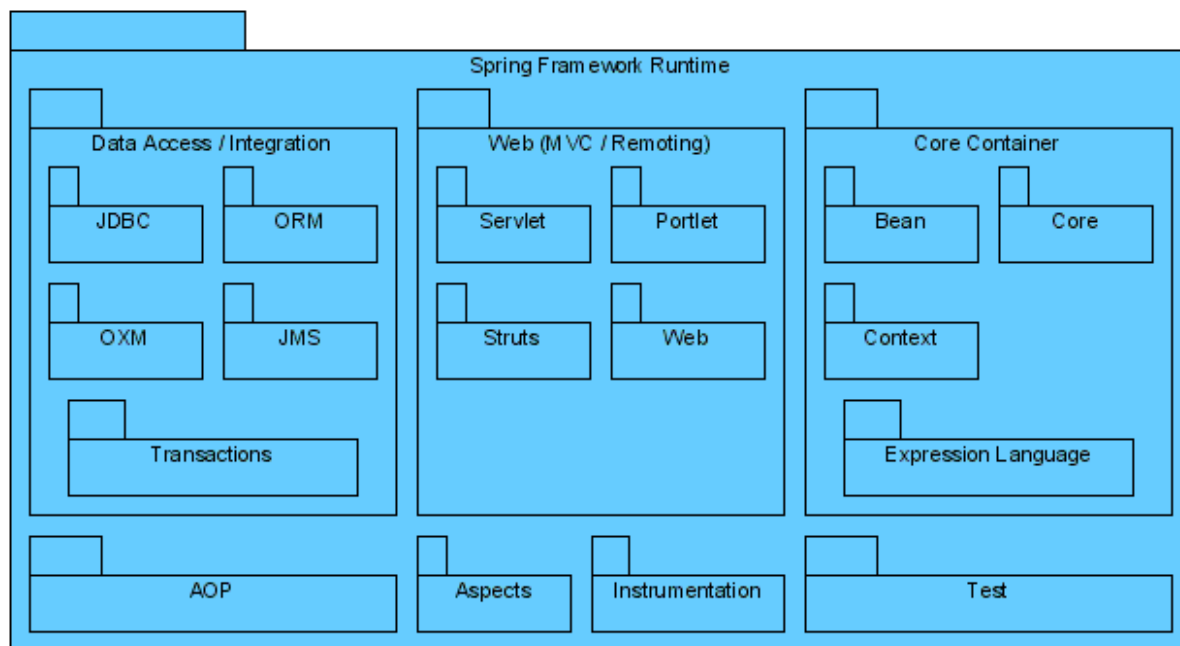 Spring Framework Runtime
Data Access / Integration
JDBC
ORM
OXM
JMS
Transactions
Web (MVC / Remoting)
Servlet
Portlet
Struts
Web
Core Container
Bean
Core
Context
Expression Language
AOP
Aspects
Instrumentation
Test